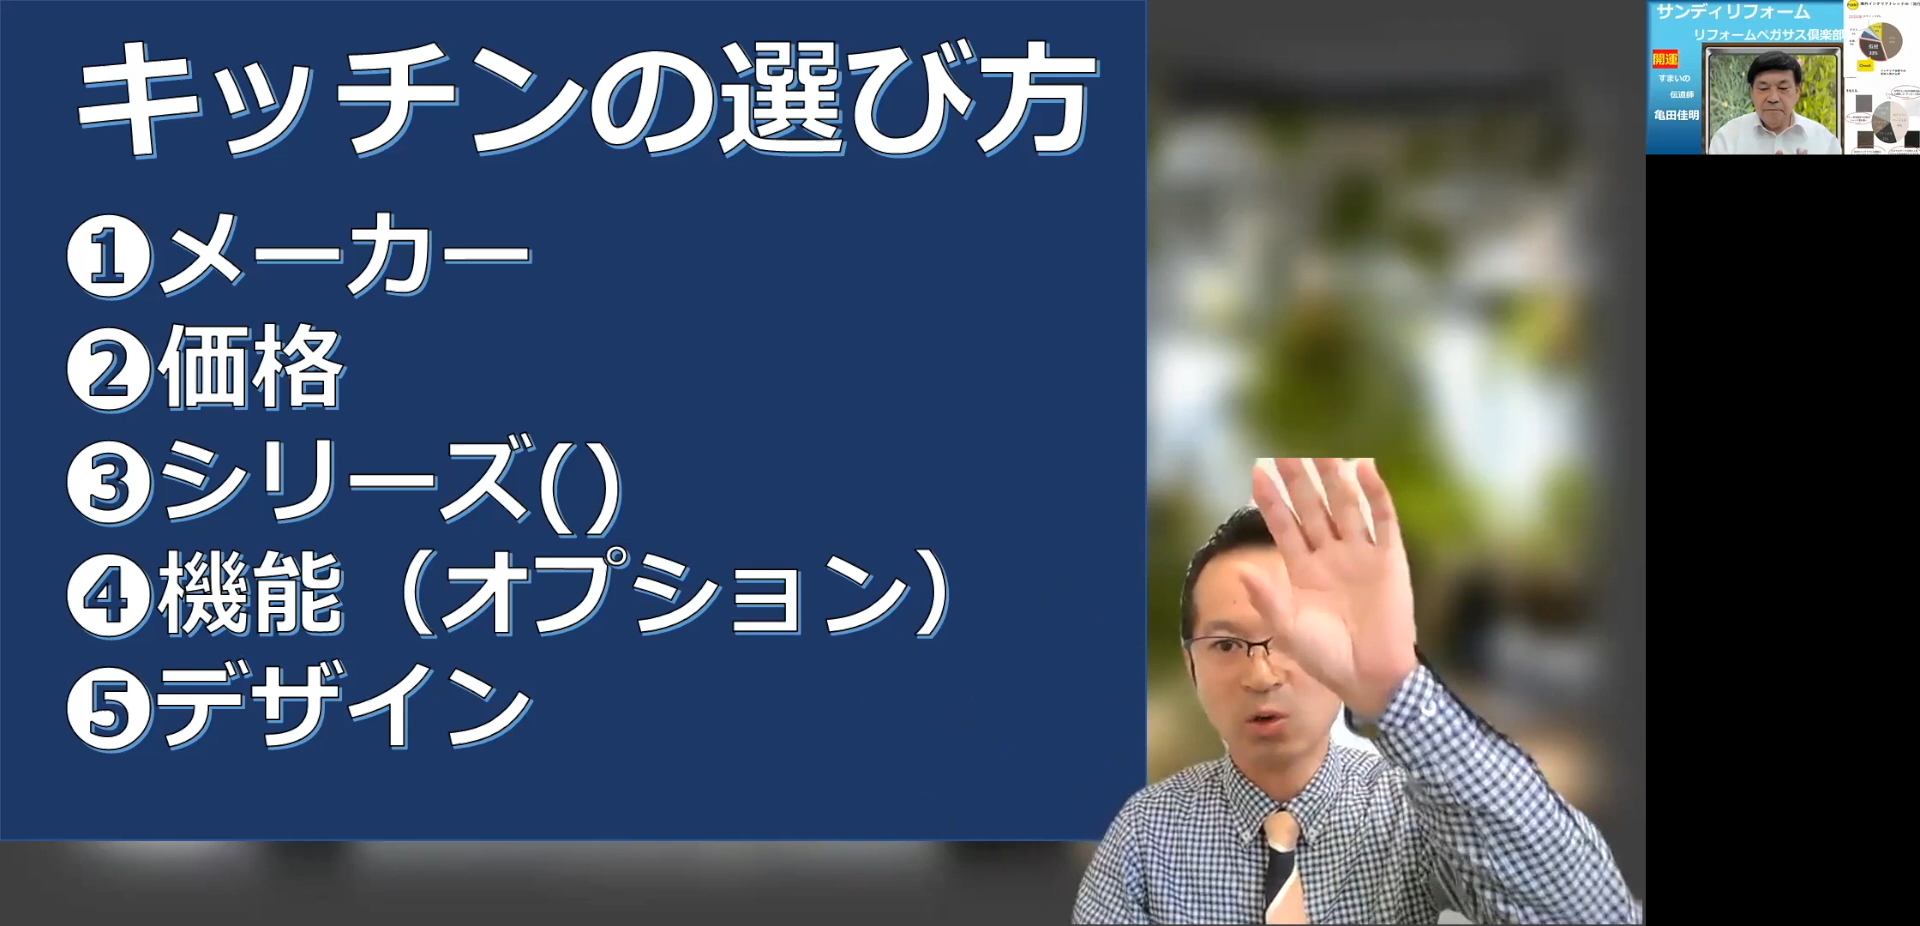 キッチンの選び方
❶メーカー
❷価格
❸シリーズ()
❹機能（オプション）
❺デザイン
サンディリフォーム
リフォームペガサス倶楽部
開運
すまいの
伝道師
亀田佳明